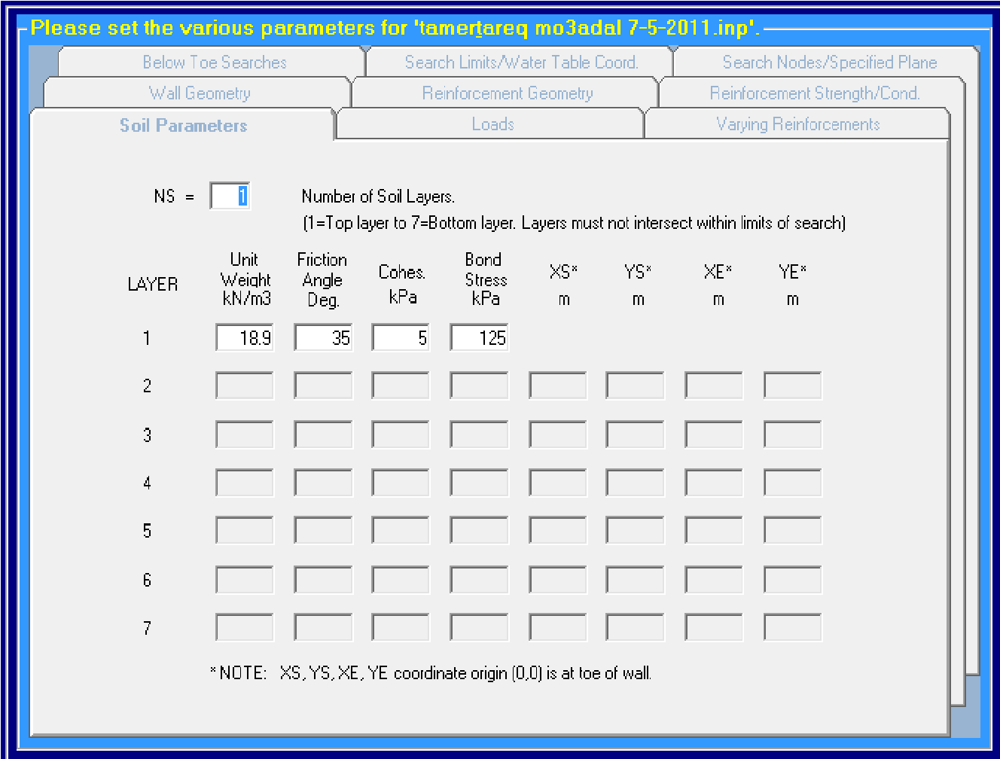 Please set the various parameters for 'tamertareq mo3adal 7-5-2011.inp'.
Below Toe Searches Search Limits/Water Table Coord. Search Nodes/Specified Plane
Wall Geometry Reinforcement Geometry Reinforcement Strength/Cond.
Soil Parameters Loads Varying Reinforcements
NS = 1 Number of Soil Layers.
(1=Top layer to 7=Bottom layer. Layers must not intersect within limits of search)
LAYER Unit Weight kN/m3 Friction Angle Deg. Cohes. kPa Bond Stress kPa XS* m YS* m XE* m YE* m
1 18.9 35 5 125
2
3
4
5
6
7
* NOTE: XS, YS, XE, YE coordinate origin (0,0) is at toe of wall.